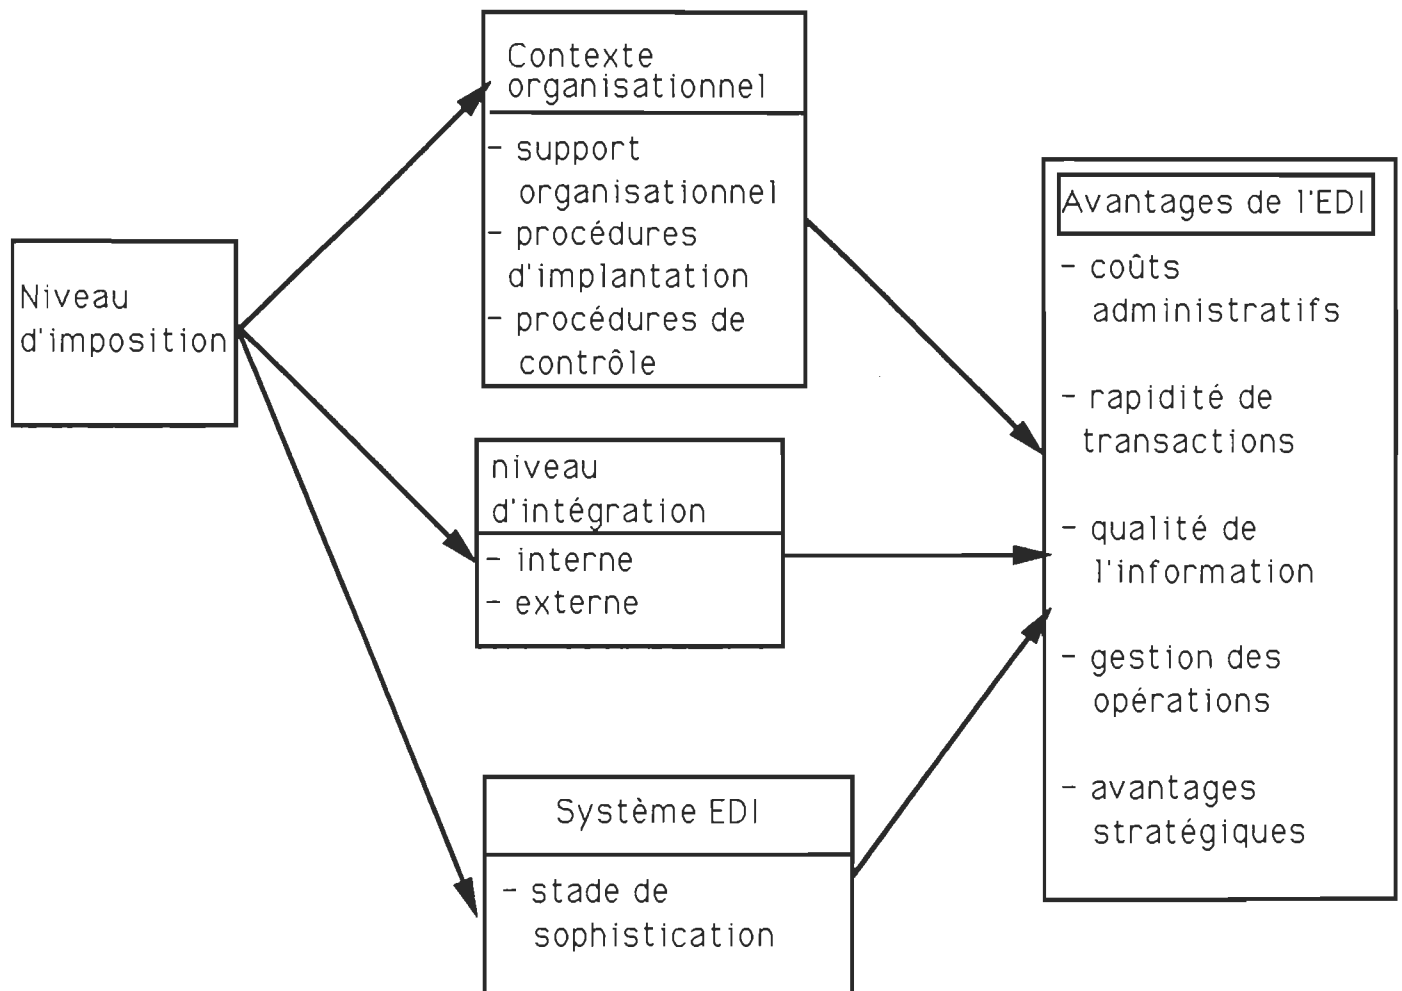 Niveau
d'imposition
Contexte
organisationnel
- support
organisationnel
- procédures
d'implantation
- procédures de
contrôle
niveau
d'intégration
- interne
- externe
Système EDI
- stade de
sophistication
Avantages de l'EDI
- coûts
administratifs
- rapidité de
transactions
- qualité de
l'information
- gestion des
opérations
- avantages
stratégiques